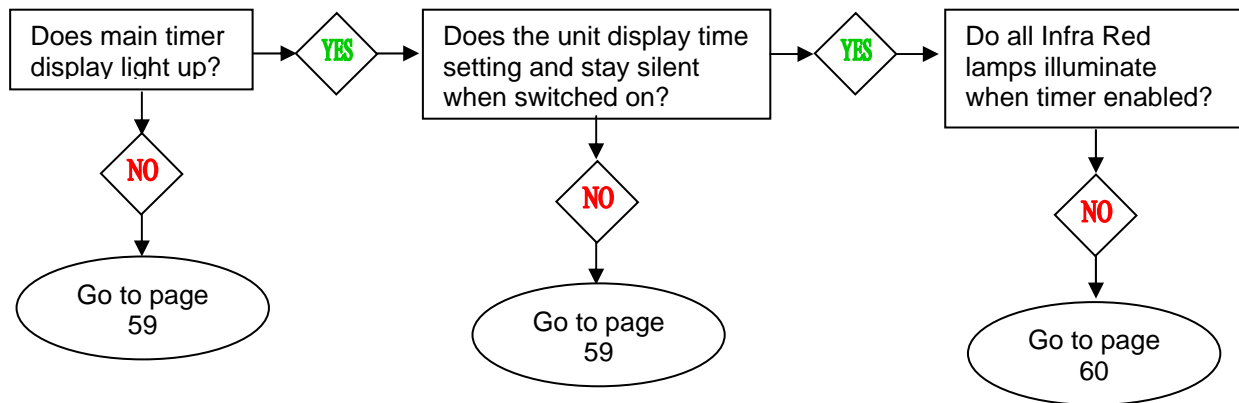 Does main timer
display light up?
YES
Does the unit display time
setting and stay silent
when switched on?
YES
Do all Infra Red
lamps illuminate
when timer enabled?
NO
Go to page
59
NO
Go to page
59
NO
Go to page
60